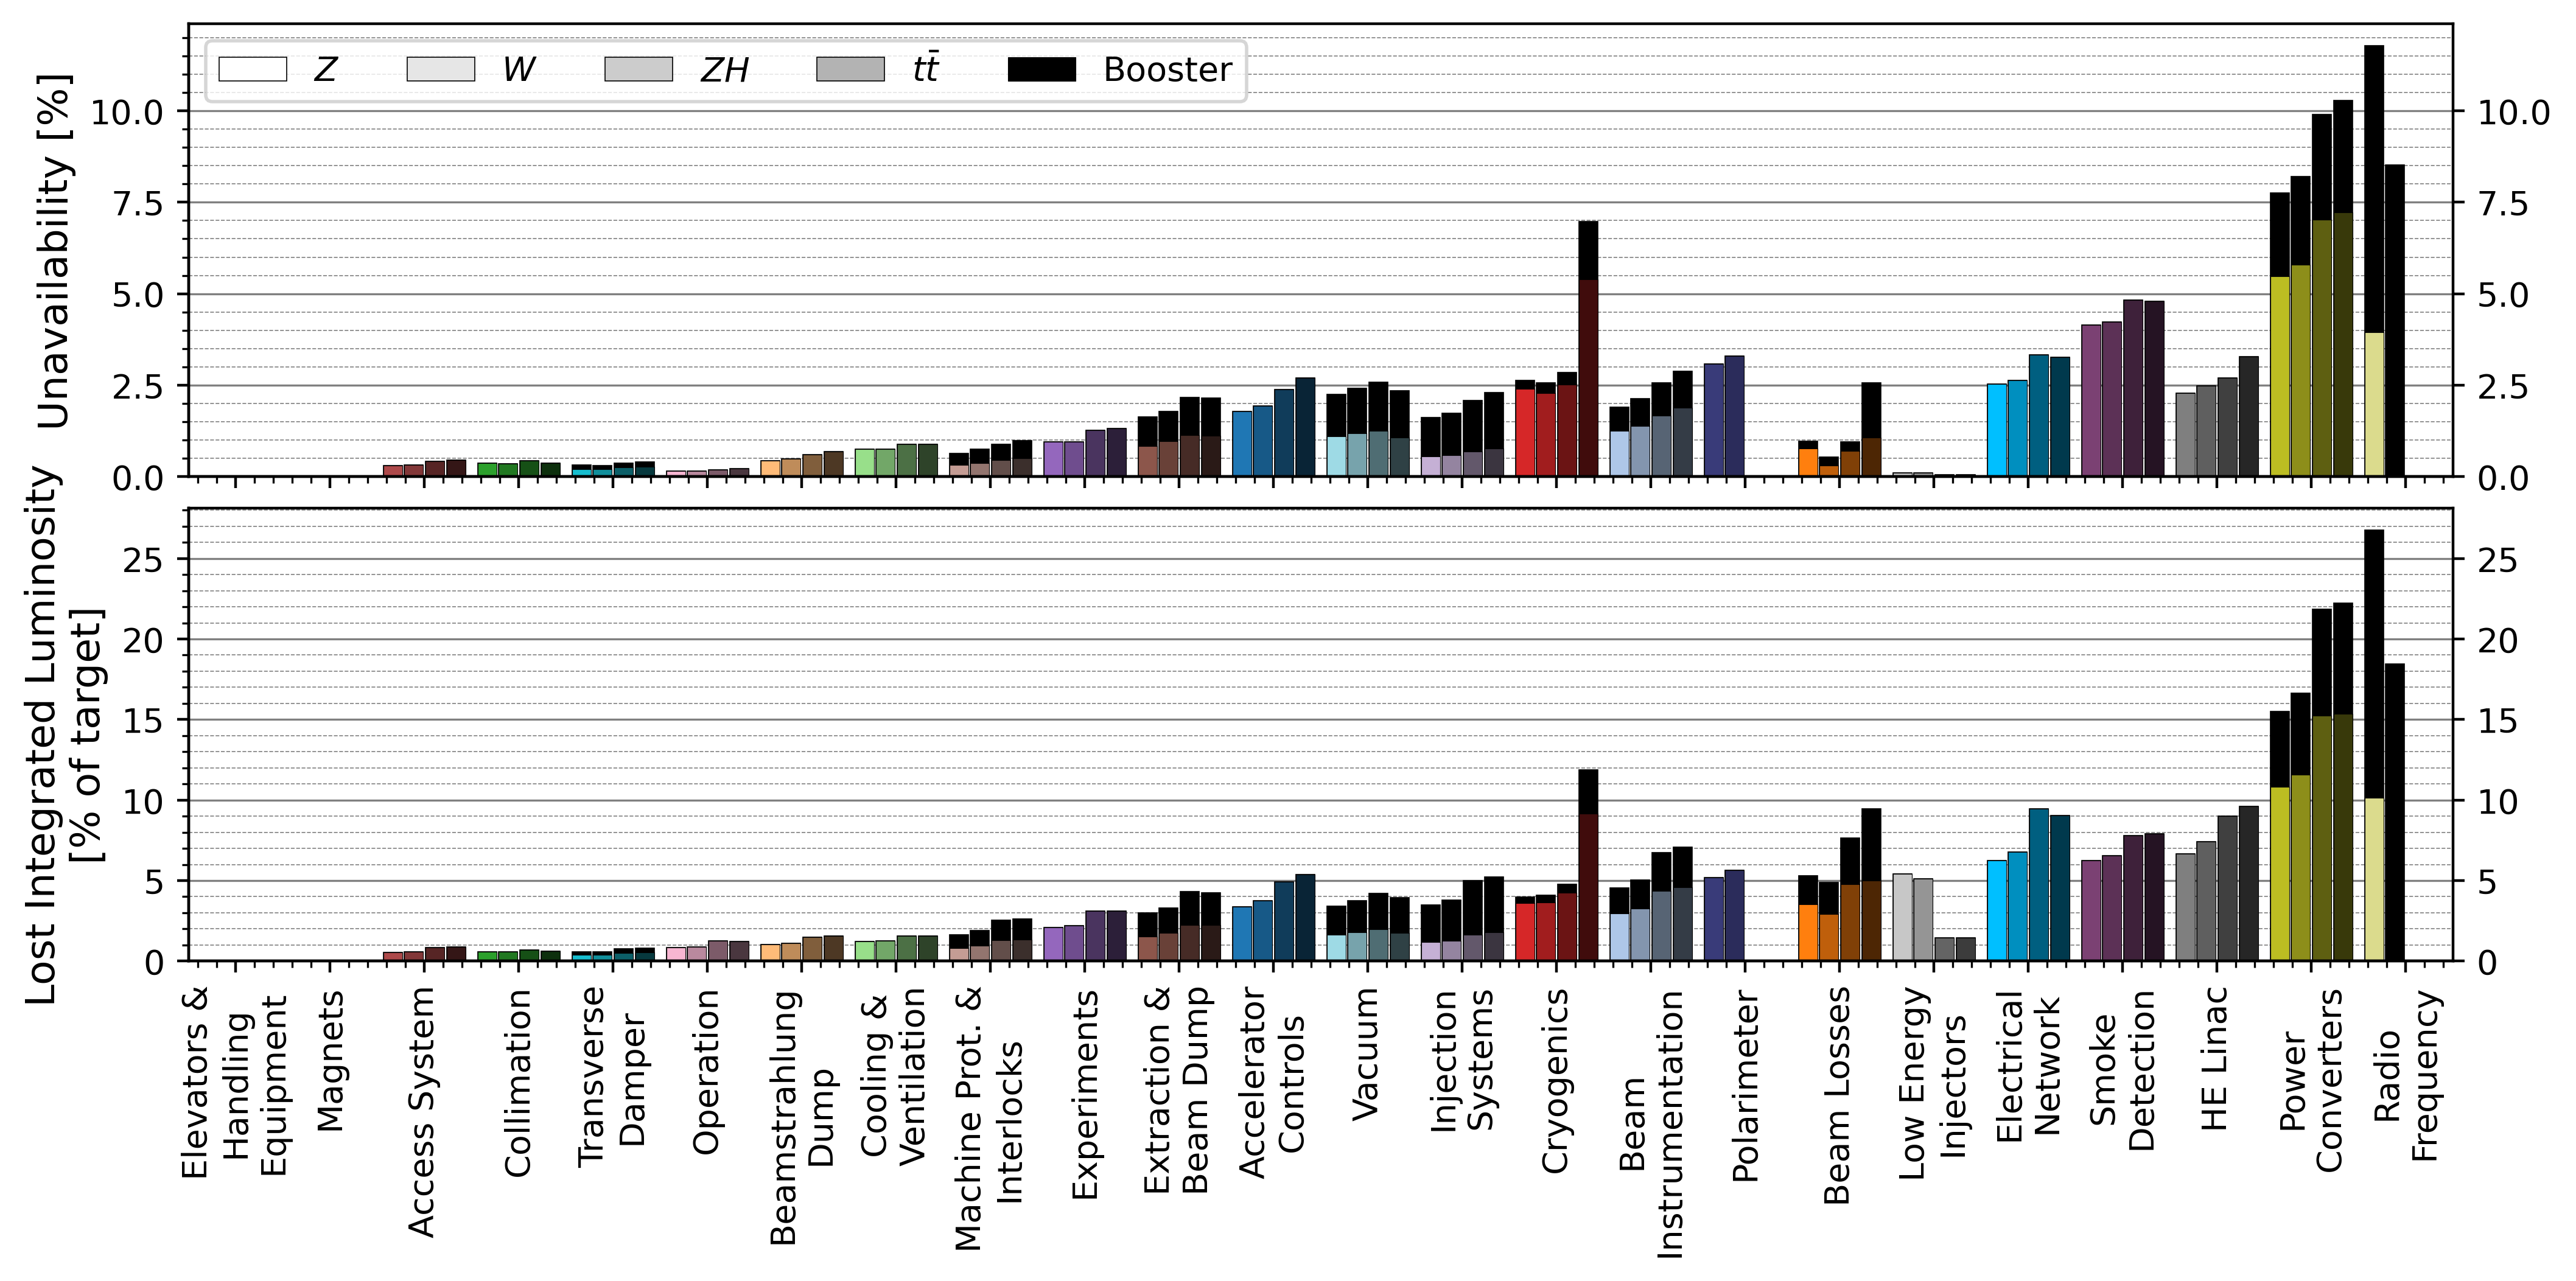 Unavailability [%]
10.0
7.5
5.0
2.5
0.0
Z
W
ZH
tt̄
Booster
10.0
7.5
5.0
2.5
0.0
Lost Integrated Luminosity
[% of target]
25
20
15
10
5
0
25
20
15
10
5
0
Elevators &
Handling
Equipment
Magnets
Access System
Collimation
Transverse
Damper
Operation
Beamstrahlung
Dump
Cooling &
Ventilation
Machine Prot. &
Interlocks
Experiments
Extraction &
Beam Dump
Accelerator
Controls
Vacuum
Injection
Systems
Cryogenics
Beam
Instrumentation
Polarimeter
Beam Losses
Low Energy
Injectors
Electrical
Network
Smoke
Detection
HE Linac
Power
Converters
Radio
Frequency